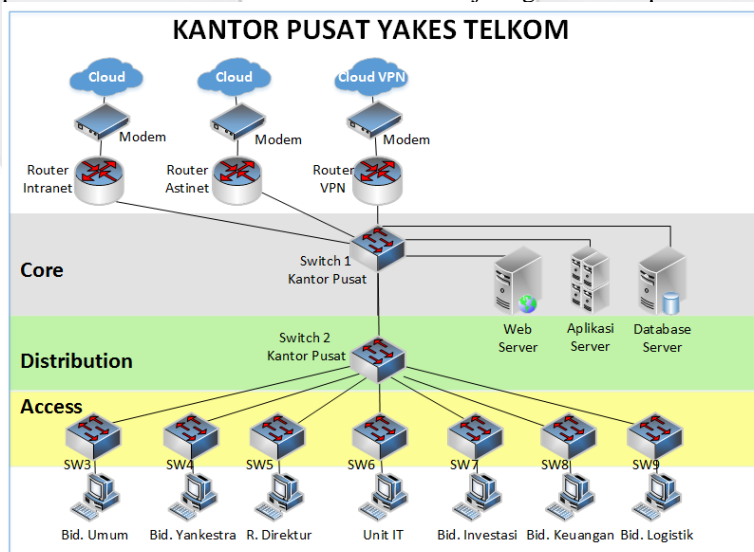 KANTOR PUSAT YAKES TELKOM
Cloud
Cloud
Cloud VPN
Modem
Modem
Modem
Router
Intranet
Router
Astinet
Router
VPN
Switch 1
Kantor Pusat
Core
Web
Server
Aplikasi
Server
Database
Server
Switch 2
Kantor Pusat
Distribution
Access
SW3
SW4
SW5
SW6
SW7
SW8
SW9
Bid. Umum
Bid. Yankestra
R. Direktur
Unit IT
Bid. Investasi
Bid. Keuangan
Bid. Logistik